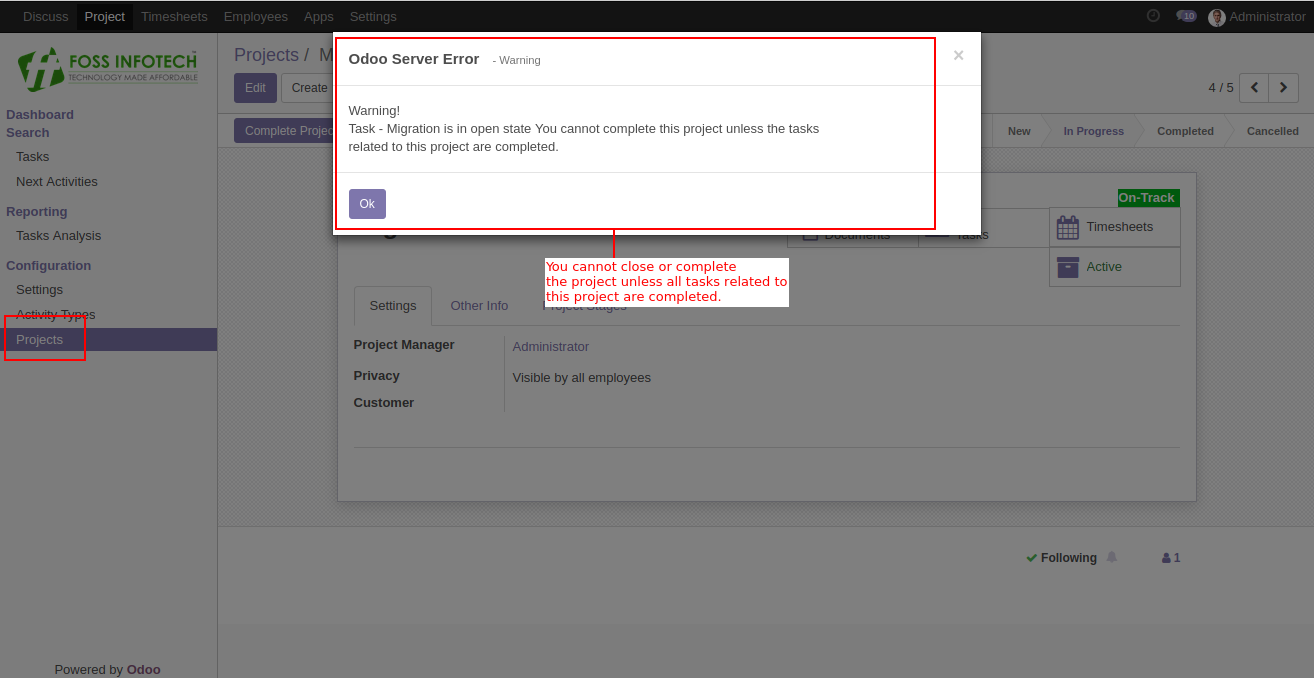 Discuss Project Timesheets Employees Apps Settings 10 Administrator
FOSS INFOTECH
TECHNOLOGY MADE AFFORDABLE
Dashboard
Search
Tasks
Next Activities
Reporting
Tasks Analysis
Configuration
Settings
Activity Types
Projects
Powered by Odoo
Projects / M
Edit Create
4 / 5
Complete Projec
New In Progress Completed Cancelled
Odoo Server Error - Warning
×
Warning!
Task - Migration is in open state You cannot complete this project unless the tasks
related to this project are completed.
Ok
On-Track
Documents Tasks Timesheets
Active
You cannot close or complete
the project unless all tasks related to
this project are completed.
Settings Other Info Project Stages
Project Manager Administrator
Privacy Visible by all employees
Customer
Following 1